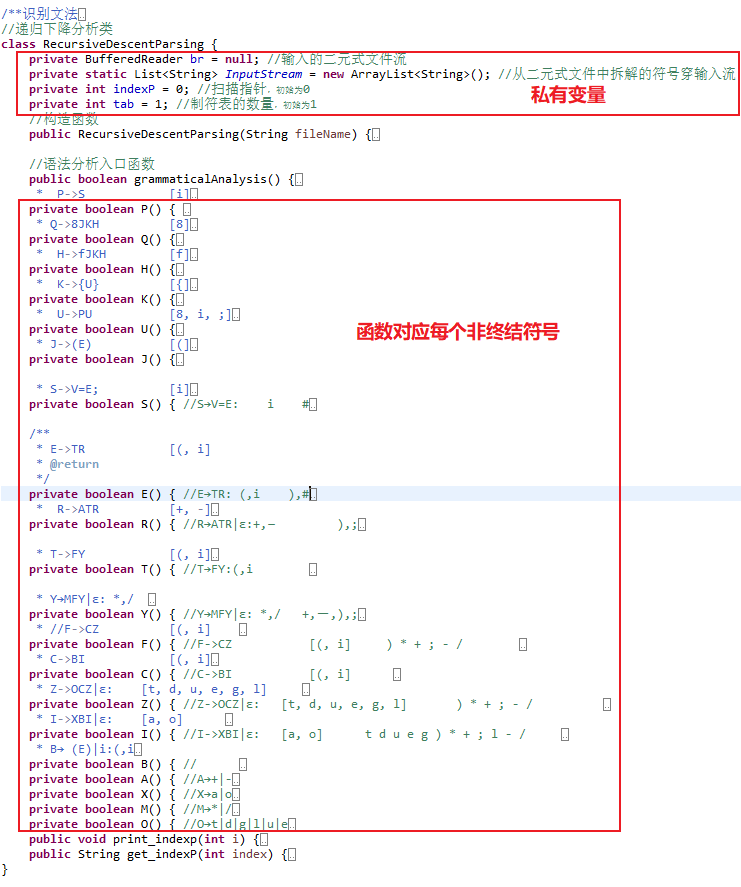 /**识别文法
//递归下降分析类
class RecursiveDescentParsing {
private BufferedReader br = null; //输入的二元式文件流
private static List<String> InputStream = new ArrayList<String>(); //从二元式文件中拆解的符号穿输入流
private int indexP = 0; //扫描指针，初始为0
private int tab = 1; //制符表的数量，初始为1
私有变量
//构造函数
public RecursiveDescentParsing(String fileName) {
//语法分析入口函数
public boolean grammaticalAnalysis() {
* P->S [i]
private boolean P() {
* Q->8JKH [8]
private boolean Q() {
* H->fJKH [f]
private boolean H() {
* K->{U} [{]
private boolean K() {
* U->PU [8, i, ;]
private boolean U() {
函数对应每个非终结符号
* J->(E) [(]
private boolean J() {
* S->V=E; [i]
private boolean S() { //S→V=E: i #
/**
* E->TR [(, i]
* @return
*/
private boolean E() { //E→TR: (,i ),#
* R->ATR [+, -]
private boolean R() { //R→ATR|ε:+,— ),;
* T->FY [(, i]
private boolean T() { //T→FY:(,i
* Y→MFY|ε: *,/
private boolean Y() { //Y→MFY|ε: *,/ +,—,),;
* //F->CZ [(, i]
private boolean F() { //F->CZ [(, i] ) * + ; - /
* C->BI [(, i]
private boolean C() { //C->BI [(, i]
* Z->OCZ|ε: [t, d, u, e, g, l]
private boolean Z() { //Z->OCZ|ε: [t, d, u, e, g, l] ) * + ; - /
* I->XBI|ε: [a, o]
private boolean I() { //I->XBI|ε: [a, o] t d u e g ) * + ; l - /
* B→ (E)|i:(,i
private boolean B() { //
private boolean A() { //A→+|-
private boolean X() { //X→a|o
private boolean M() { //M→*|/
private boolean O() { //O→t|d|g|l|u|e
public void print_indexp(int i) {
public String get_indexP(int index) {
}